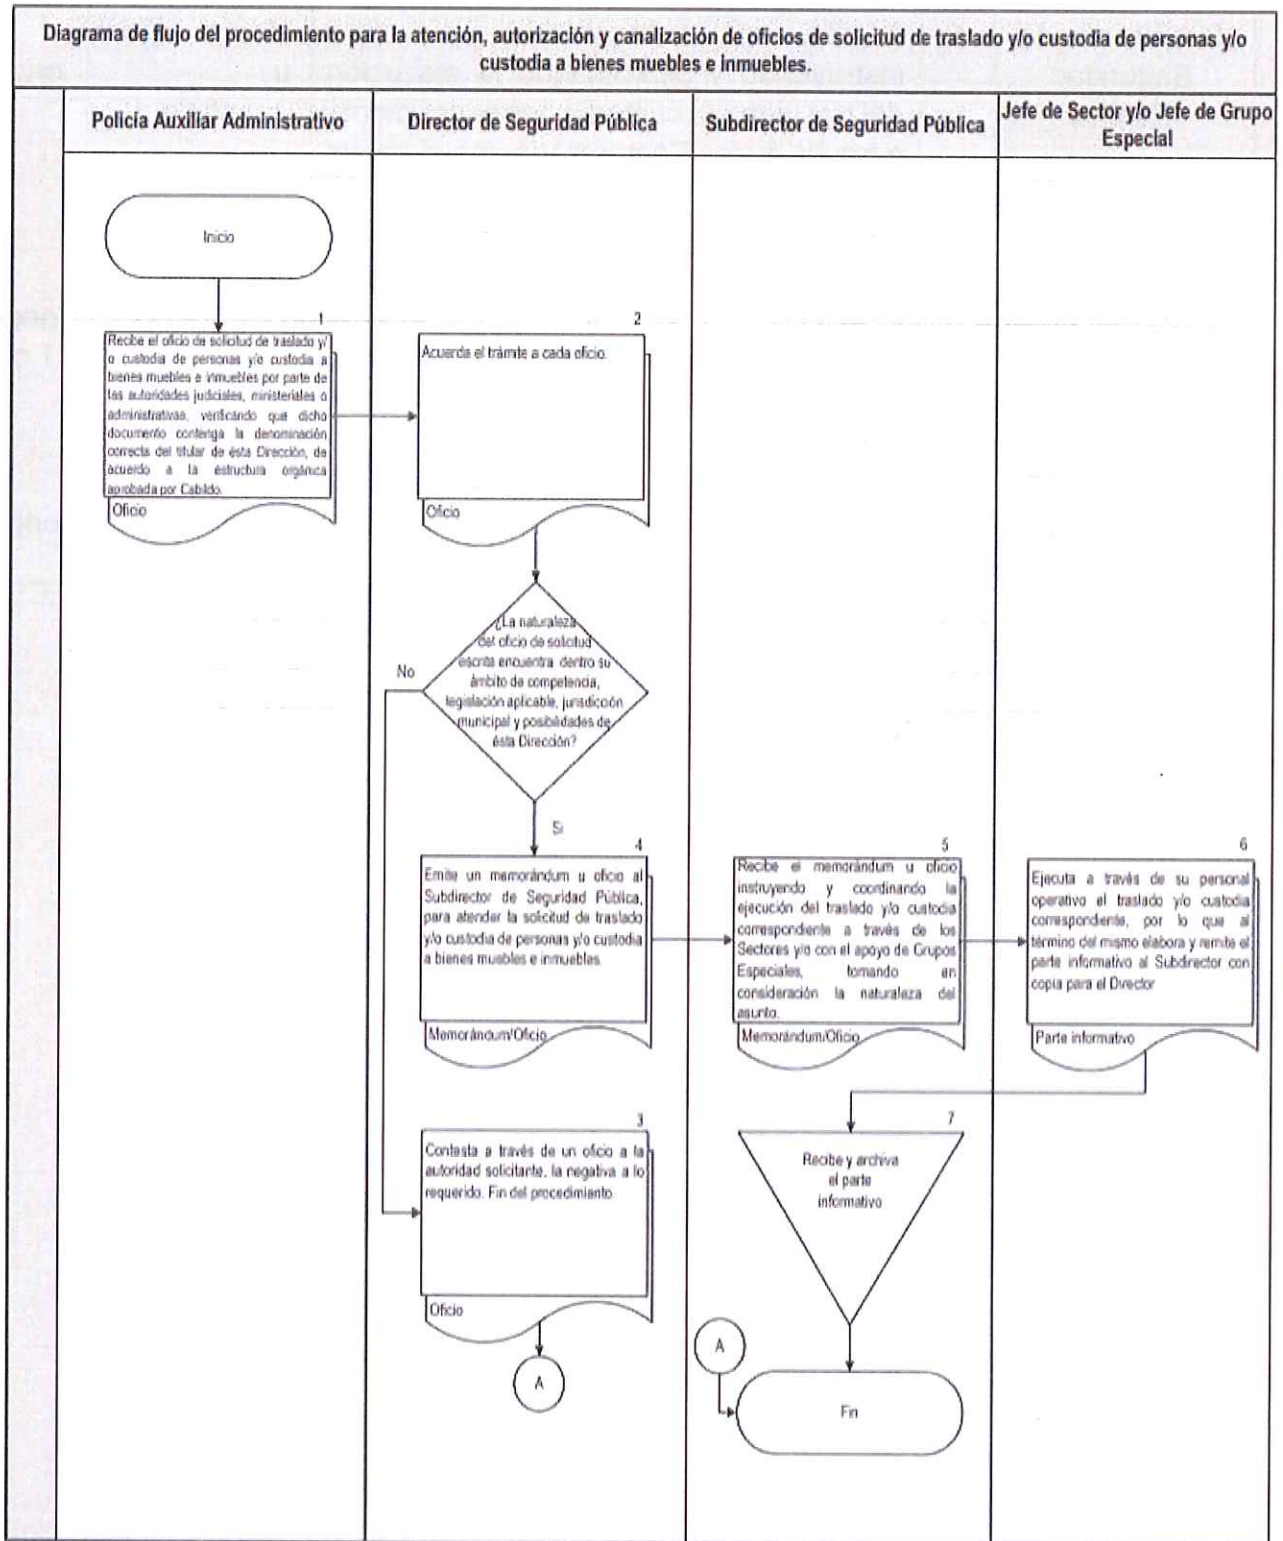 Diagrama de flujo del procedimiento para la atención, autorización y canalización de oficios de solicitud de traslado y/o custodia de personas y/o
custodia a bienes muebles e inmuebles.
Policía Auxiliar Administrativo
Director de Seguridad Pública
Subdirector de Seguridad Pública
Jefe de Sector y/o Jefe de Grupo
Especial
Inicio
1
Recibe el oficio de solicitud de traslado y/
o custodia de personas y/o custodia a
bienes muebles e inmuebles por parte de
las autoridades judiciales, ministeriales o
administrativas, verificando que dicho
documento contenga la denominación
correcta del titular de ésta Dirección, de
acuerdo a la estructura orgánica
aprobada por Cabildo.
Oficio
2
Acuerda el trámite a cada oficio.
Oficio
¿La naturaleza
del oficio de solicitud
escrita encuentra dentro su
ámbito de competencia,
legislación aplicable, jurisdicción
municipal y posibilidades de
ésta Dirección?
No
Si
4
Emite un memorándum u oficio al
Subdirector de Seguridad Pública,
para atender la solicitud de traslado
y/o custodia de personas y/o custodia
a bienes muebles e inmuebles
Memorándum/Oficio
5
Recibe el memorándum u oficio
instruyendo y coordinando la
ejecución del traslado y/o custodia
correspondiente a través de los
Sectores y/o con el apoyo de Grupos
Especiales, tomando en
consideración la naturaleza del
asunto.
Memorándum/Oficio
6
Ejecuta a través de su personal
operativo el traslado y/o custodia
correspondiente, por lo que al
término del mismo elabora y remite el
parte informativo al Subdirector con
copia para el Director
Parte informativo
3
Contesta a través de un oficio a la
autoridad solicitante, la negativa a lo
requerido. Fin del procedimiento.
Oficio
A
7
Recibe y archiva
el parte
informativo
A
Fin